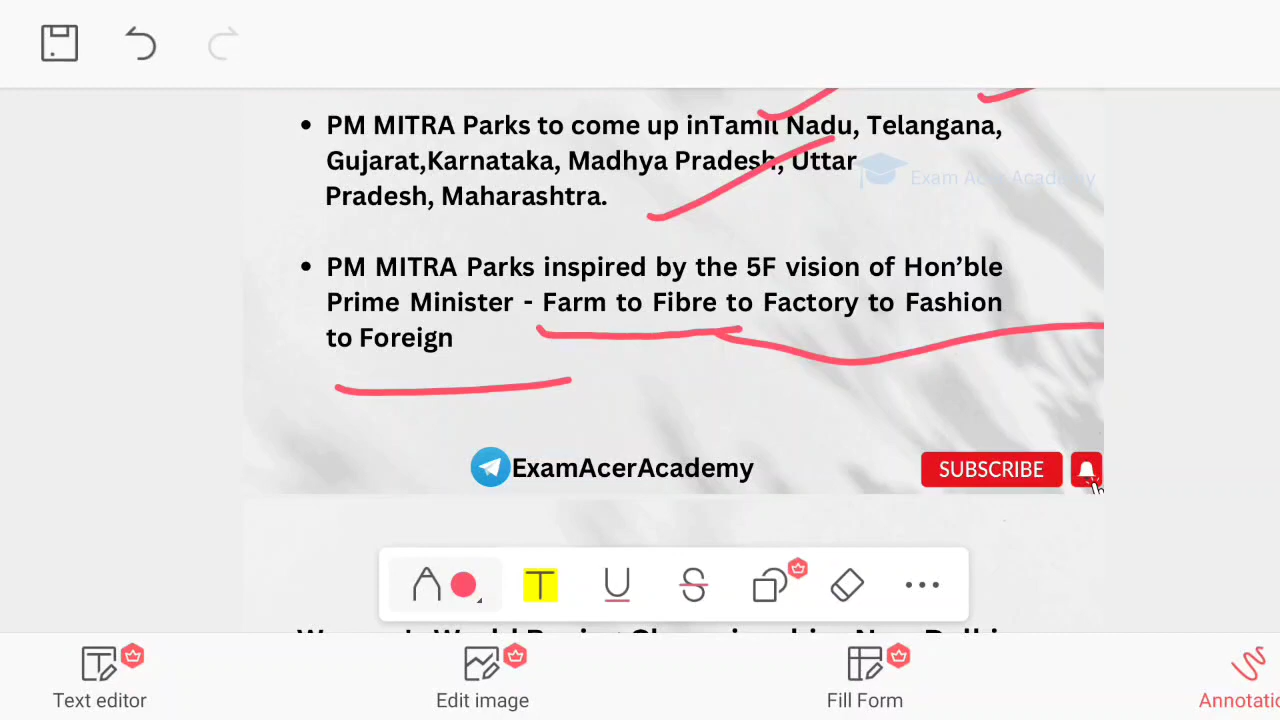 PM MITRA Parks to come up inTamil Nadu, Telangana,
Gujarat,Karnataka, Madhya Pradesh, Uttar
Pradesh, Maharashtra.
Exam Acer Academy
PM MITRA Parks inspired by the 5F vision of Hon'ble
Prime Minister - Farm to Fibre to Factory to Fashion
to Foreign
ExamAcerAcademy
SUBSCRIBE
Text editor
Edit image
Fill Form